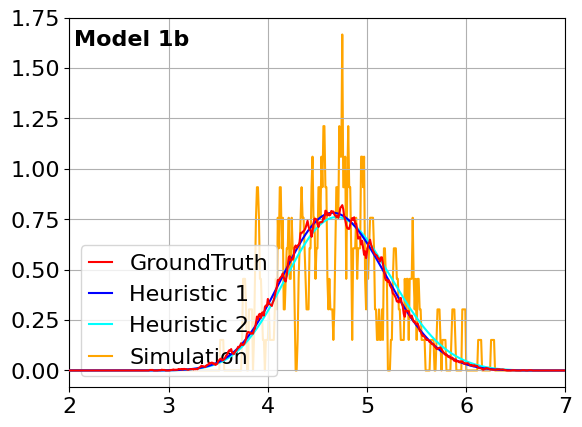 Model 1b
1.75
1.50
1.25
1.00
0.75
0.50
0.25
0.00
GroundTruth
Heuristic 1
Heuristic 2
Simulation
2 3 4 5 6 7